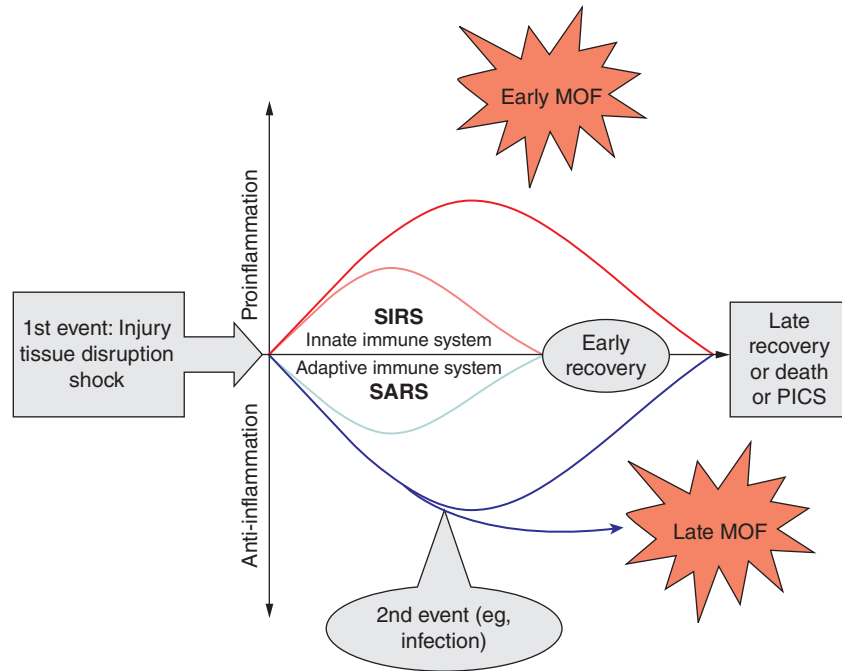 Early MOF
Proinflammation
1st event: Injury
tissue disruption
shock
SIRS
Innate immune system
Adaptive immune system
SARS
Early
recovery
Late
recovery
or death
or PICS
Anti-inflammation
Late MOF
2nd event (eg,
infection)